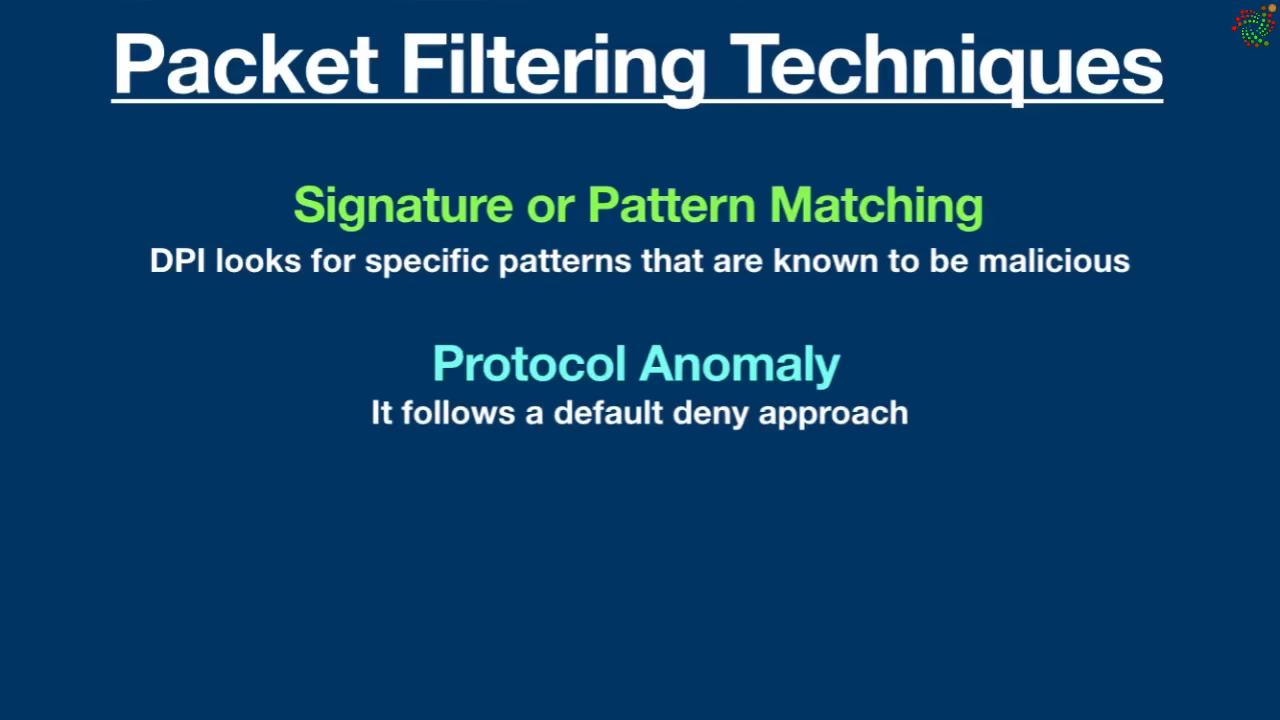 Packet Filtering Techniques
Signature or Pattern Matching
DPI looks for specific patterns that are known to be malicious
Protocol Anomaly
It follows a default deny approach